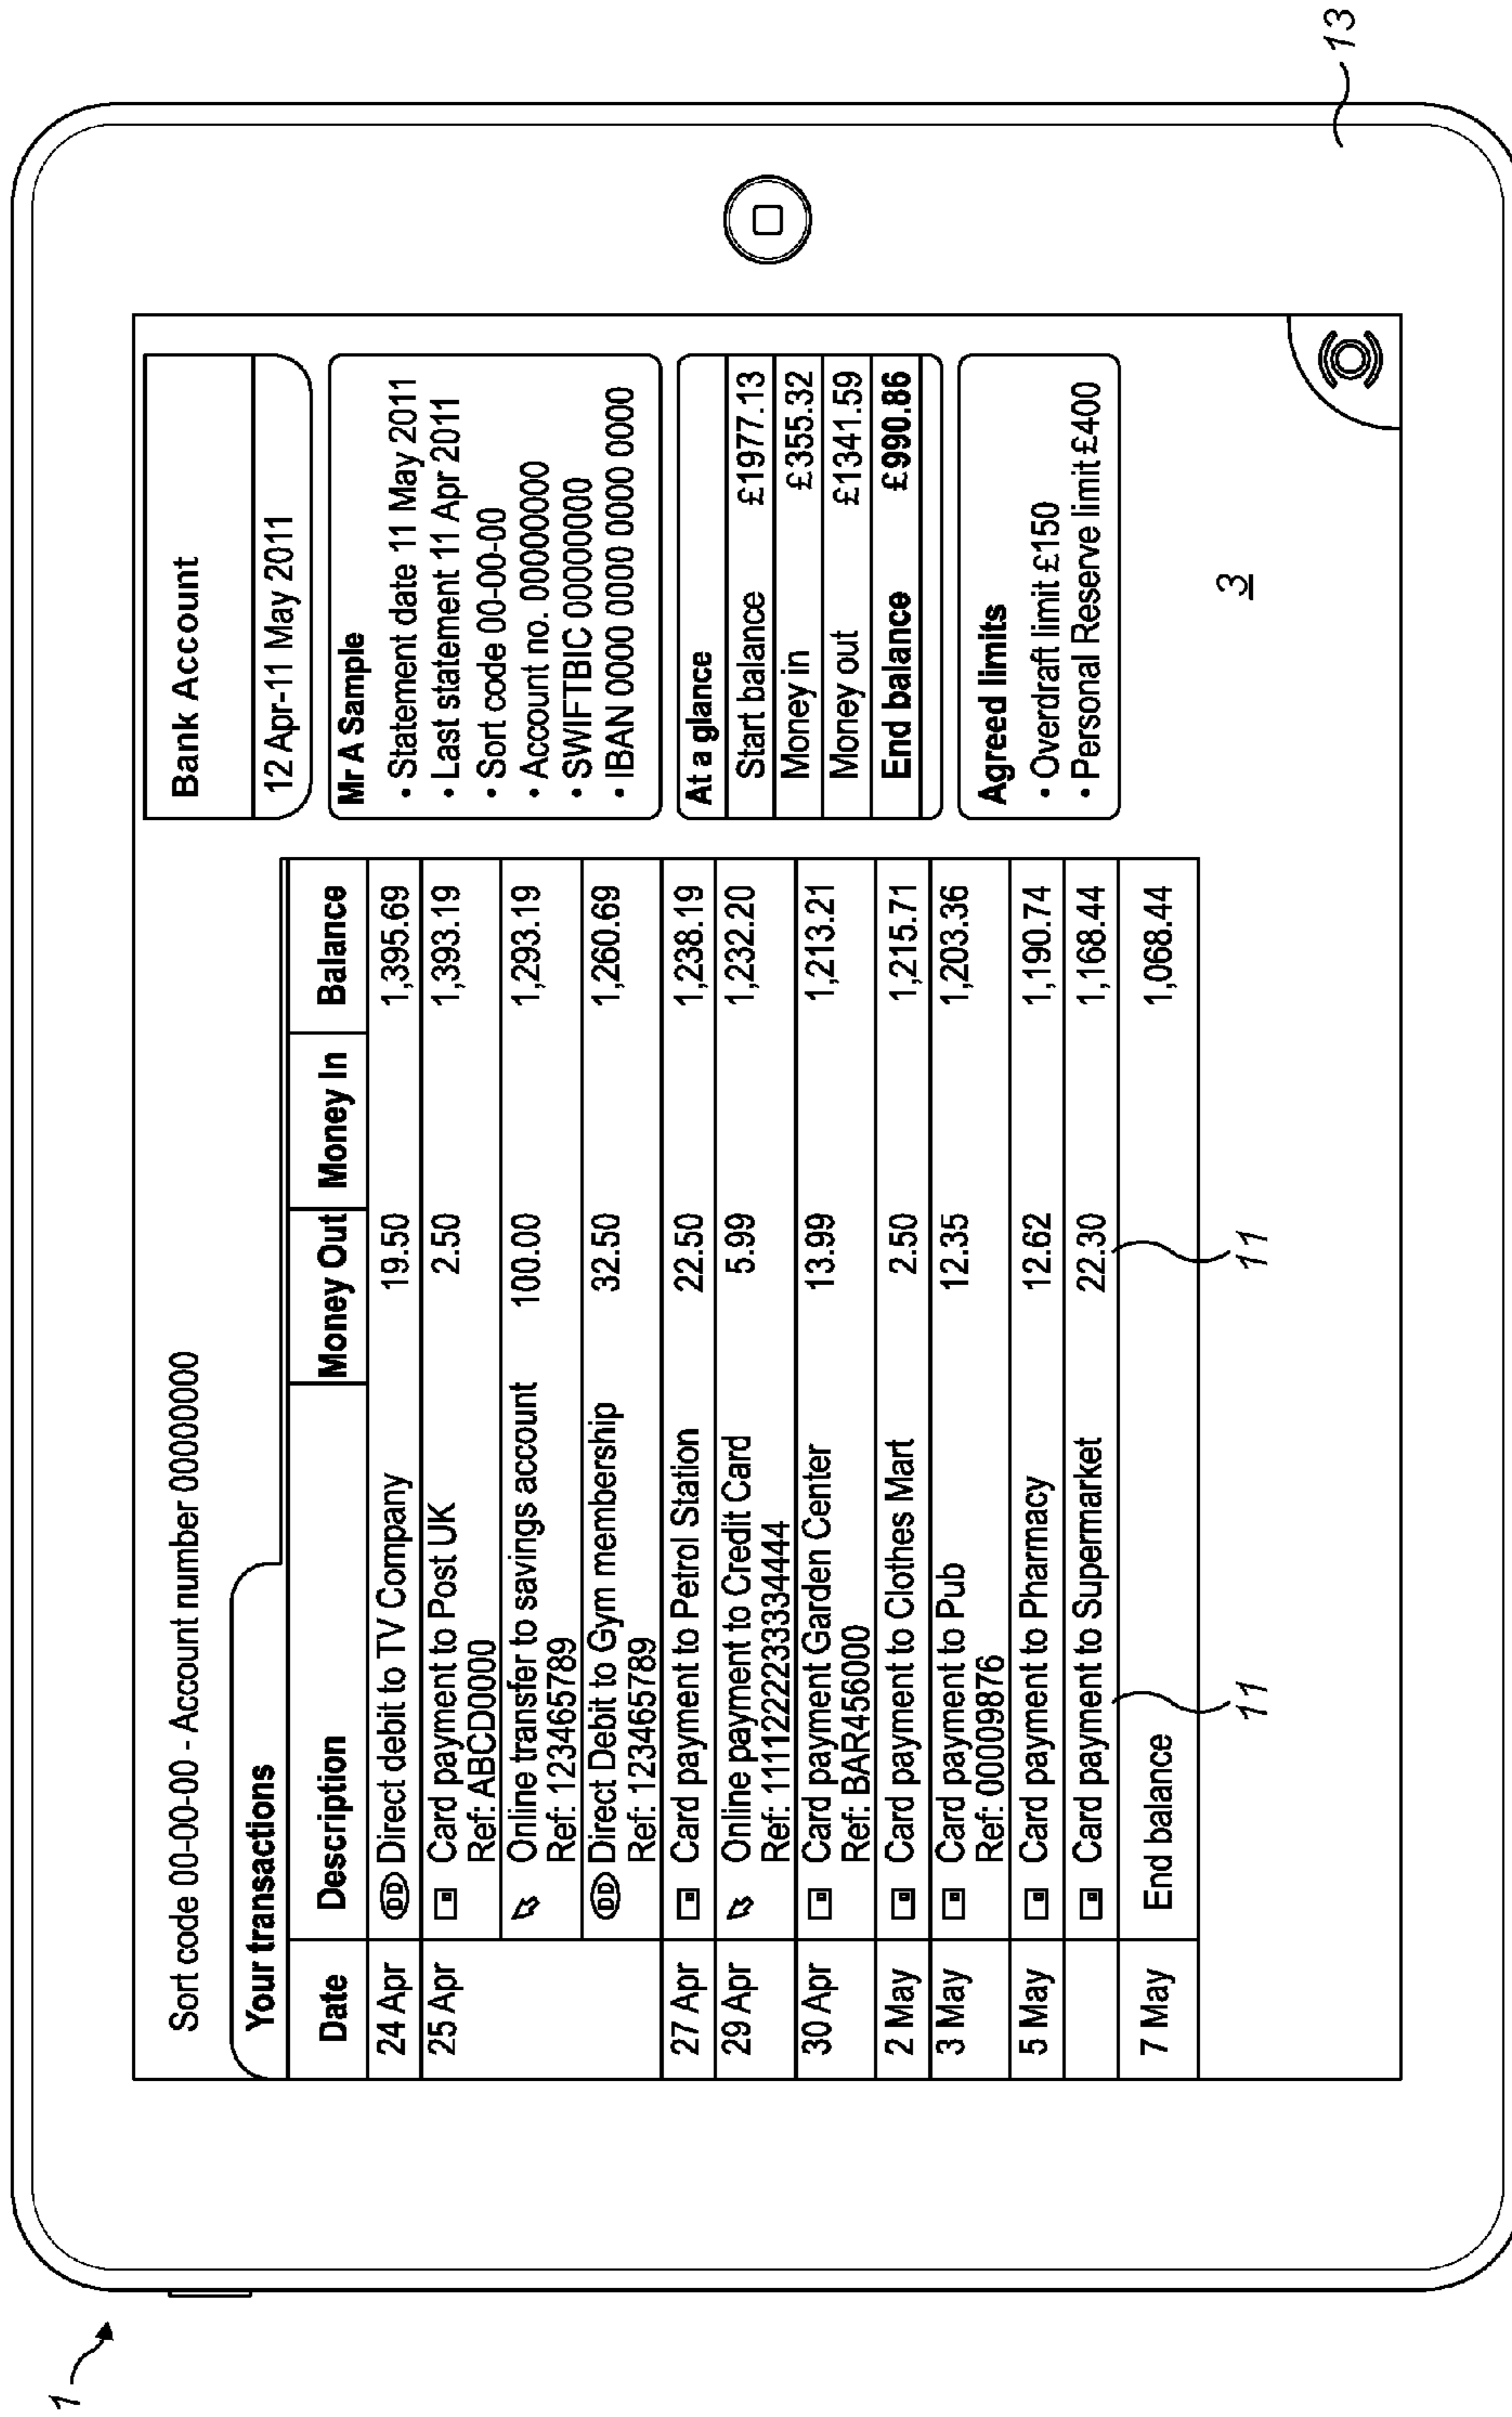 1
Sort code 00-00-00 - Account number 00000000
Your transactions
Date Description Money Out Money In Balance
24 Apr DD Direct debit to TV Company 19.50 1,395.69
25 Apr Card payment to Post UK 2.50 1,393.19
Ref: ABCD0000
Online transfer to savings account 100.00 1,293.19
Ref: 123465789
DD Direct Debit to Gym membership 32.50 1,260.69
Ref: 123465789
27 Apr Card payment to Petrol Station 22.50 1,238.19
29 Apr Online payment to Credit Card 5.99 1,232.20
Ref: 1111222233334444
30 Apr Card payment Garden Center 13.99 1,213.21
Ref: BAR456000
2 May Card payment to Clothes Mart 2.50 1,215.71
3 May Card payment to Pub 12.35 1,203.36
Ref: 00009876
5 May Card payment to Pharmacy 12.62 1,190.74
Card payment to Supermarket 22.30 1,168.44
7 May End balance 1,068.44
11 11
Bank Account
12 Apr-11 May 2011
Mr A Sample
• Statement date 11 May 2011
• Last statement 11 Apr 2011
• Sort code 00-00-00
• Account no. 00000000
• SWIFTBIC 00000000
• IBAN 0000 0000 0000 0000
At a glance
Start balance £1977.13
Money in £355.32
Money out £1341.59
End balance £990.86
Agreed limits
• Overdraft limit £150
• Personal Reserve limit £400
3
13